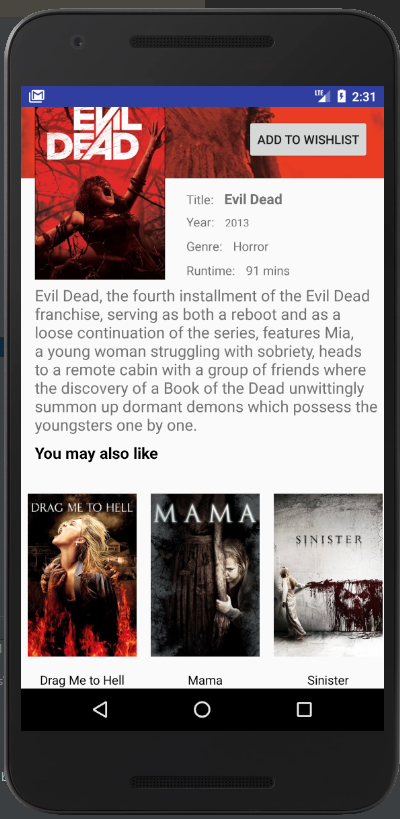 LTE 2:31
EVIL
DEAD
ADD TO WISHLIST
Title: Evil Dead
Year: 2013
Genre: Horror
Runtime: 91 mins
Evil Dead, the fourth installment of the Evil Dead
franchise, serving as both a reboot and as a
loose continuation of the series, features Mia,
a young woman struggling with sobriety, heads
to a remote cabin with a group of friends where
the discovery of a Book of the Dead unwittingly
summon up dormant demons which possess the
youngsters one by one.
You may also like
DRAG ME TO HELL
MAMA
SINISTER
Drag Me to Hell
Mama
Sinister